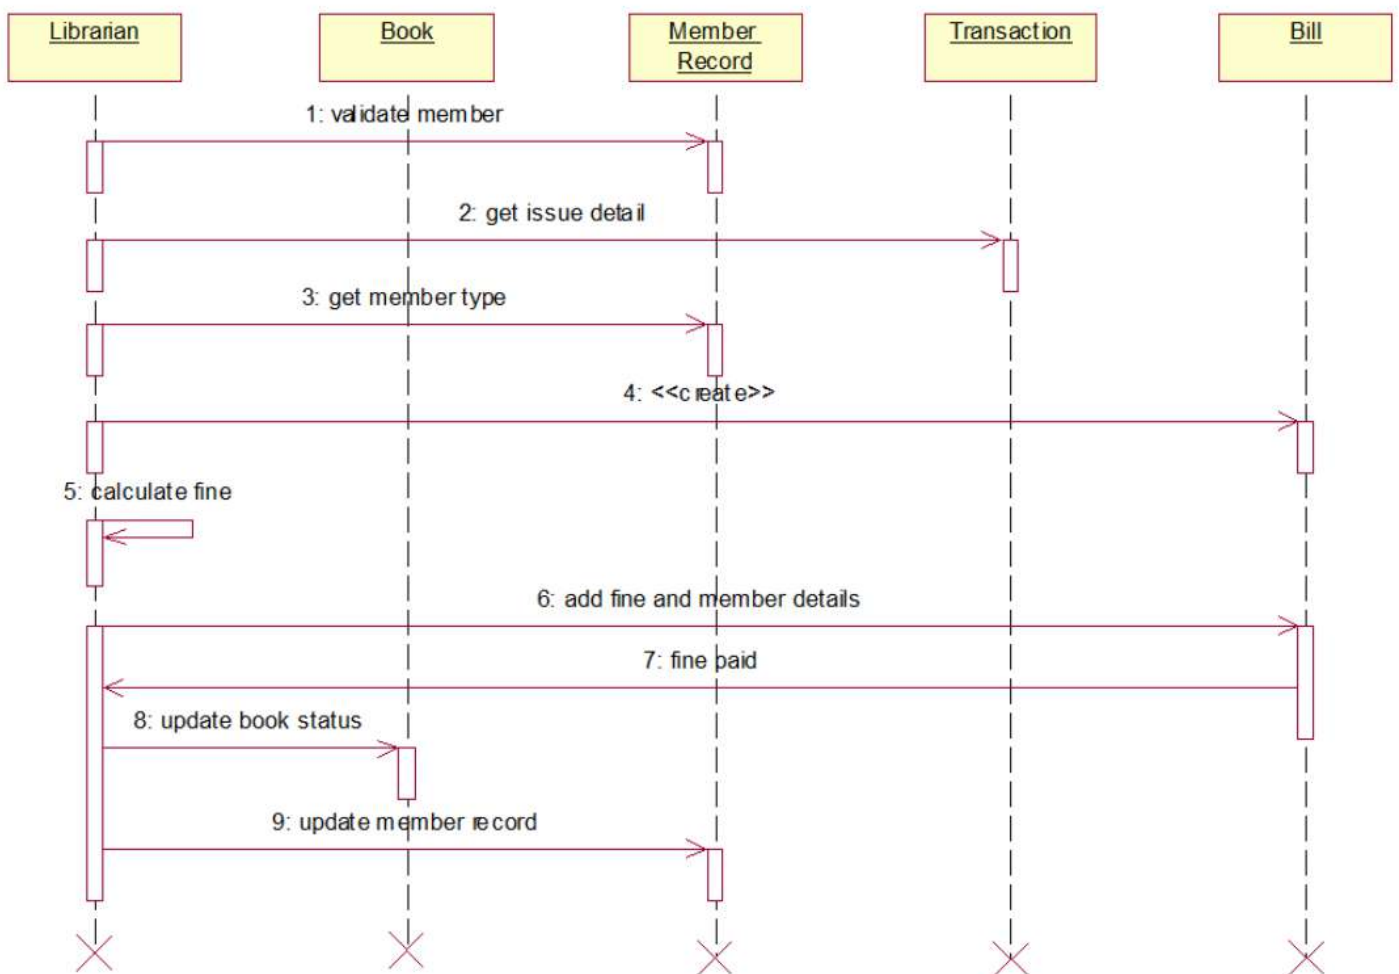 Librarian
Book
Member
Record
Transaction
Bill
1: validate member
2: get issue detail
3: get member type
4: <<create>>
5: calculate fine
6: add fine and member details
7: fine paid
8: update book status
9: update member record